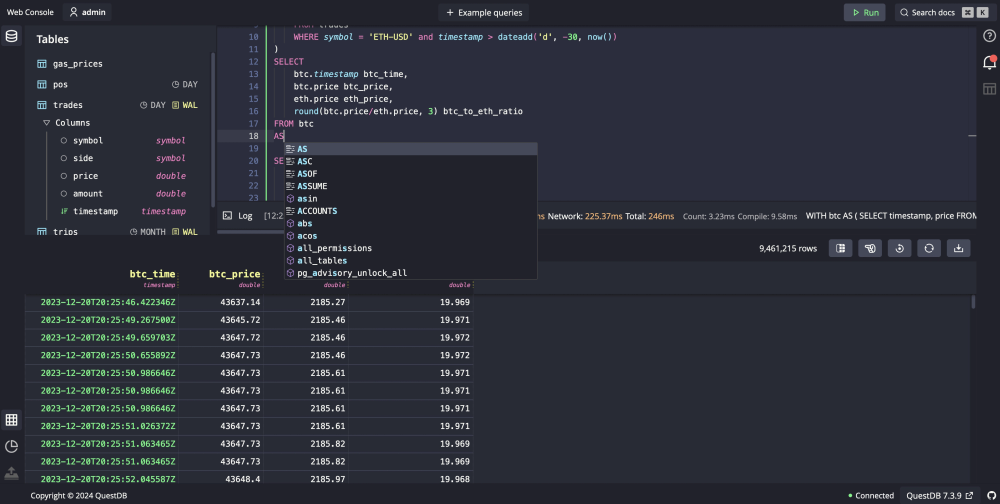 Web Console
admin
+ Example queries
Run
Search docs ⌘ K
Tables
gas_prices
pos DAY
trades DAY WAL
Columns
symbol symbol
side symbol
price double
amount double
timestamp timestamp
trips MONTH WAL
10 WHERE symbol = 'ETH-USD' and timestamp > dateadd('d', -30, now())
11 )
12 SELECT
13 btc.timestamp btc_time,
14 btc.price btc_price,
15 eth.price eth_price,
16 round(btc.price/eth.price, 3) btc_to_eth_ratio
17 FROM btc
18 AS
19
20 SE
21
22
23
AS
ASC
ASOF
ASSUME
asin
ACCOUNTS
abs
acos
all_permissions
all_tables
pg_advisory_unlock_all
Log [12:2 Network: 225.37ms Total: 246ms Count: 3.23ms Compile: 9.58ms WITH btc AS ( SELECT timestamp, price FROM
9,461,215 rows
btc_time btc_price
timestamp double double double
2023-12-20T20:25:46.422346Z 43637.14 2185.27 19.969
2023-12-20T20:25:49.267500Z 43645.72 2185.46 19.971
2023-12-20T20:25:49.659703Z 43647.72 2185.46 19.972
2023-12-20T20:25:50.655892Z 43647.73 2185.46 19.972
2023-12-20T20:25:50.986646Z 43647.73 2185.61 19.971
2023-12-20T20:25:50.986646Z 43647.73 2185.61 19.971
2023-12-20T20:25:50.986646Z 43647.73 2185.61 19.971
2023-12-20T20:25:51.026372Z 43647.73 2185.61 19.971
2023-12-20T20:25:51.063465Z 43647.73 2185.82 19.969
2023-12-20T20:25:51.063465Z 43647.73 2185.82 19.969
2023-12-20T20:25:52.045587Z 43648.4 2185.97 19.968
Copyright © 2024 QuestDB
Connected
QuestDB 7.3.9